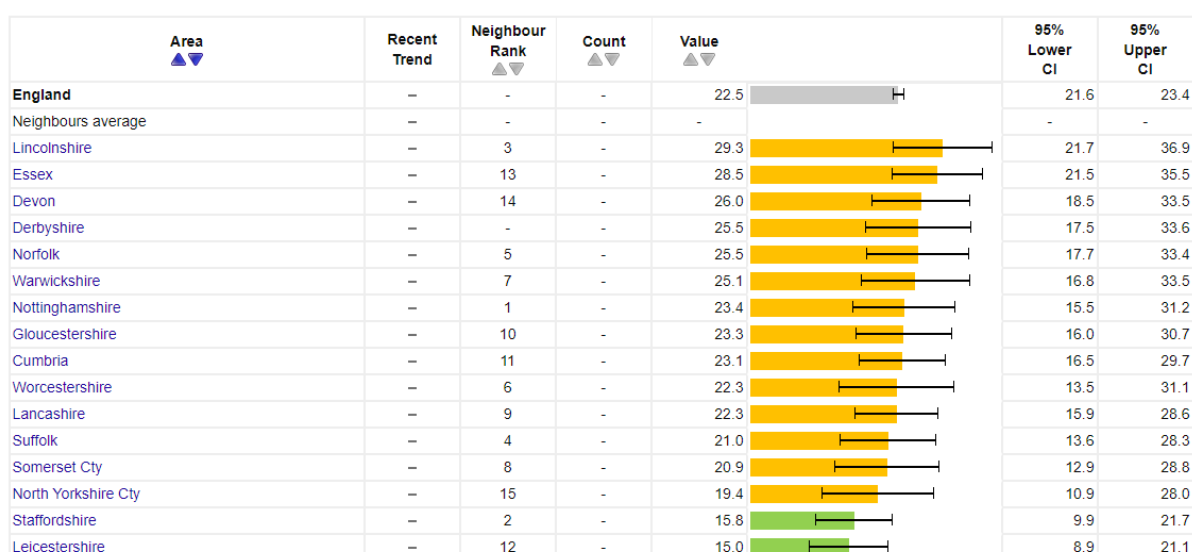 Area Recent Trend Neighbour Rank Count Value 95% Lower CI 95% Upper CI
England – - - 22.5 21.6 23.4
Neighbours average – - - - - -
Lincolnshire – 3 - 29.3 21.7 36.9
Essex – 13 - 28.5 21.5 35.5
Devon – 14 - 26.0 18.5 33.5
Derbyshire – - - 25.5 17.5 33.6
Norfolk – 5 - 25.5 17.7 33.4
Warwickshire – 7 - 25.1 16.8 33.5
Nottinghamshire – 1 - 23.4 15.5 31.2
Gloucestershire – 10 - 23.3 16.0 30.7
Cumbria – 11 - 23.1 16.5 29.7
Worcestershire – 6 - 22.3 13.5 31.1
Lancashire – 9 - 22.3 15.9 28.6
Suffolk – 4 - 21.0 13.6 28.3
Somerset Cty – 8 - 20.9 12.9 28.8
North Yorkshire Cty – 15 - 19.4 10.9 28.0
Staffordshire – 2 - 15.8 9.9 21.7
Leicestershire – 12 - 15.0 8.9 21.1